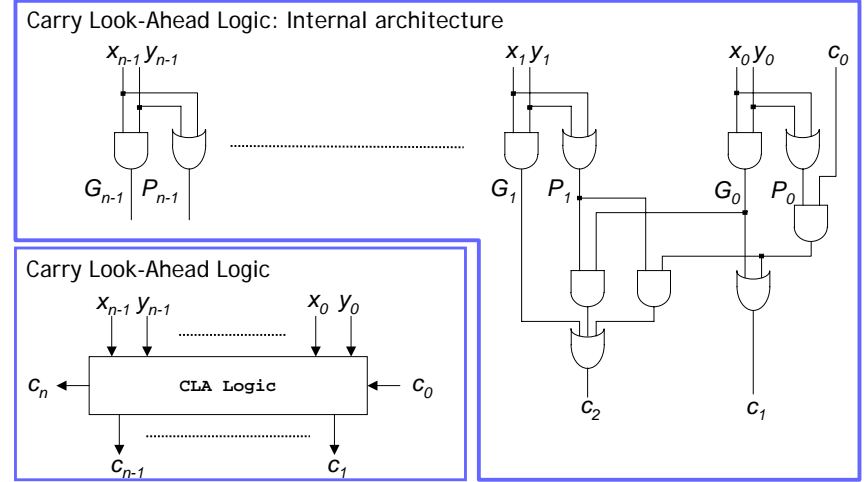 Carry Look-Ahead Logic: Internal architecture
x_{n-1} y_{n-1} x_1 y_1 x_0 y_0 c_0
G_{n-1} P_{n-1} G_1 P_1 G_0 P_0
Carry Look-Ahead Logic
x_{n-1} y_{n-1} x_0 y_0
c_n CLA Logic c_0
c_{n-1} c_1
c_2 c_1